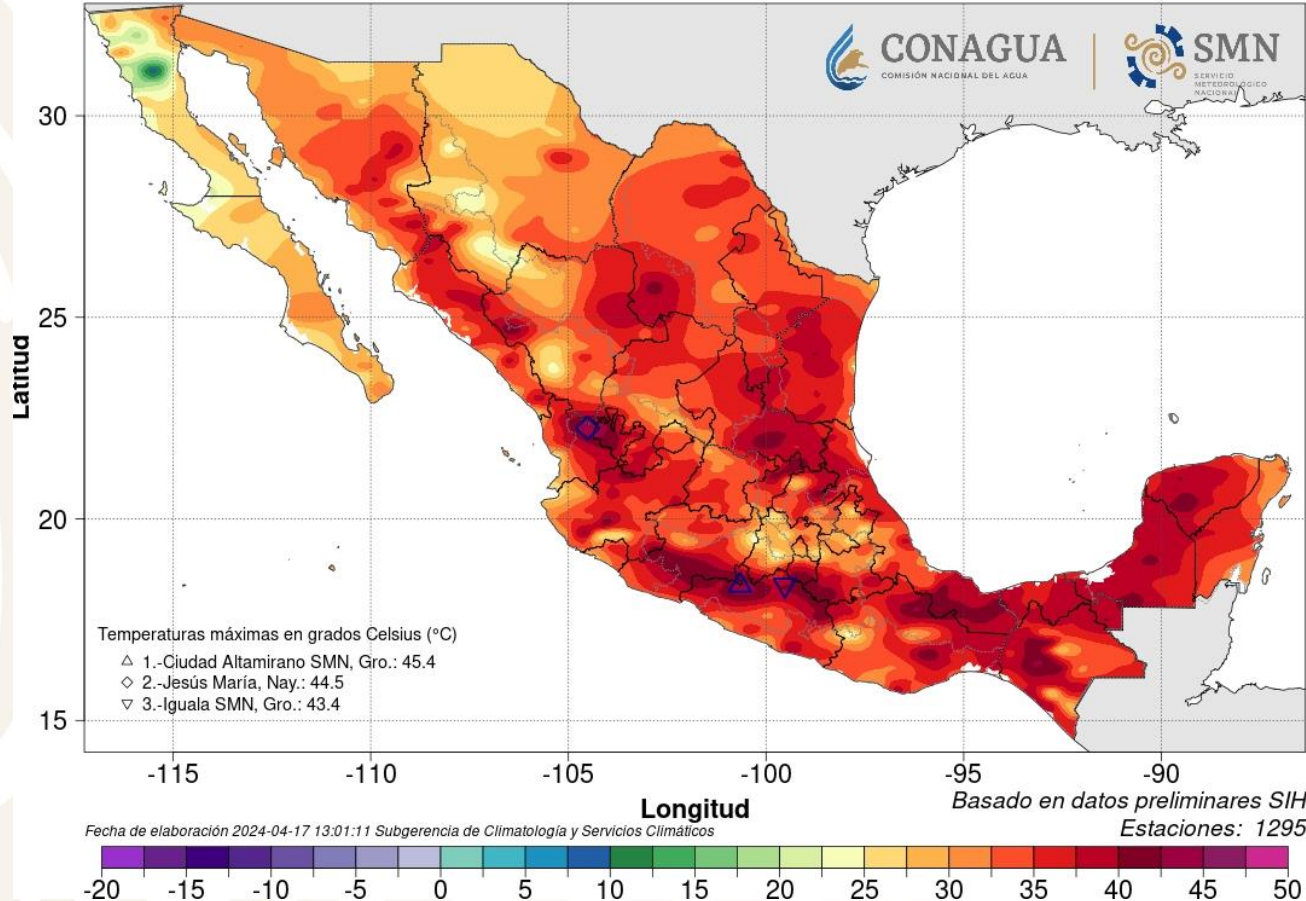 CONAGUA
COMISIÓN NACIONAL DEL AGUA
SMN
SERVICIO
METEOROLÓGICO
NACIONAL
30
25
20
15
Latitud
Temperaturas máximas en grados Celsius (°C)
△ 1.-Ciudad Altamirano SMN, Gro.: 45.4
◇ 2.-Jesús María, Nay.: 44.5
▽ 3.-Iguala SMN, Gro.: 43.4
-115 -110 -105 -100 -95 -90
Longitud
Basado en datos preliminares SIH
Fecha de elaboración 2024-04-17 13:01:11 Subgerencia de Climatología y Servicios Climáticos
Estaciones: 1295
-20 -15 -10 -5 0 5 10 15 20 25 30 35 40 45 50